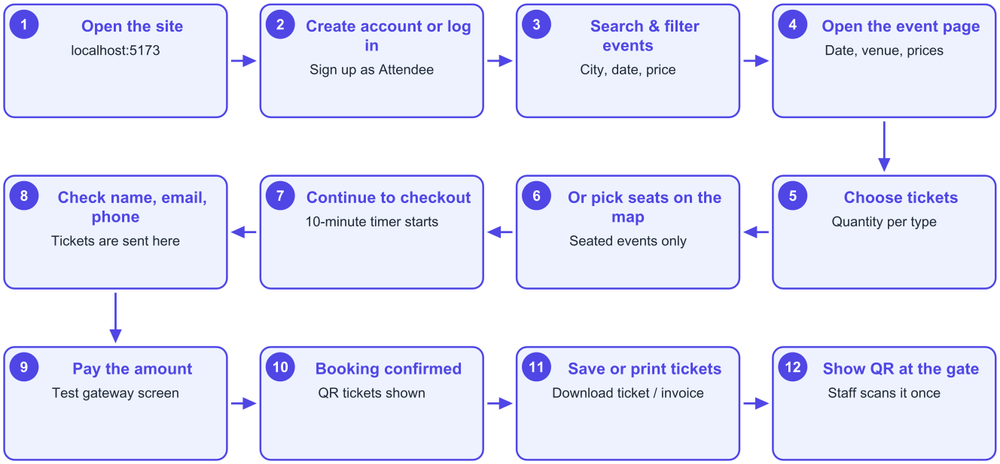 1
Open the site
localhost:5173
2
Create account or log
in
Sign up as Attendee
3
Search & filter
events
City, date, price
4
Open the event page
Date, venue, prices
5
Choose tickets
Quantity per type
6
Or pick seats on the
map
Seated events only
7
Continue to checkout
10-minute timer starts
8
Check name, email,
phone
Tickets are sent here
9
Pay the amount
Test gateway screen
10
Booking confirmed
QR tickets shown
11
Save or print tickets
Download ticket / invoice
12
Show QR at the gate
Staff scans it once